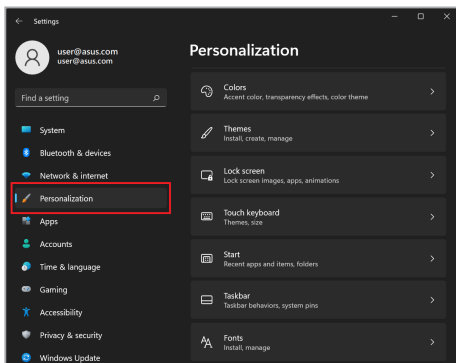 Settings
user@asus.com
user@asus.com
Find a setting
System
Bluetooth & devices
Network & internet
Personalization
Apps
Accounts
Time & language
Gaming
Accessibility
Privacy & security
Windows Update
Personalization
Colors
Accent color, transparency effects, color theme
Themes
Install, create, manage
Lock screen
Lock screen images, apps, animations
Touch keyboard
Themes, size
Start
Recent apps and items, folders
Taskbar
Taskbar behaviors, system pins
Fonts
Install, manage